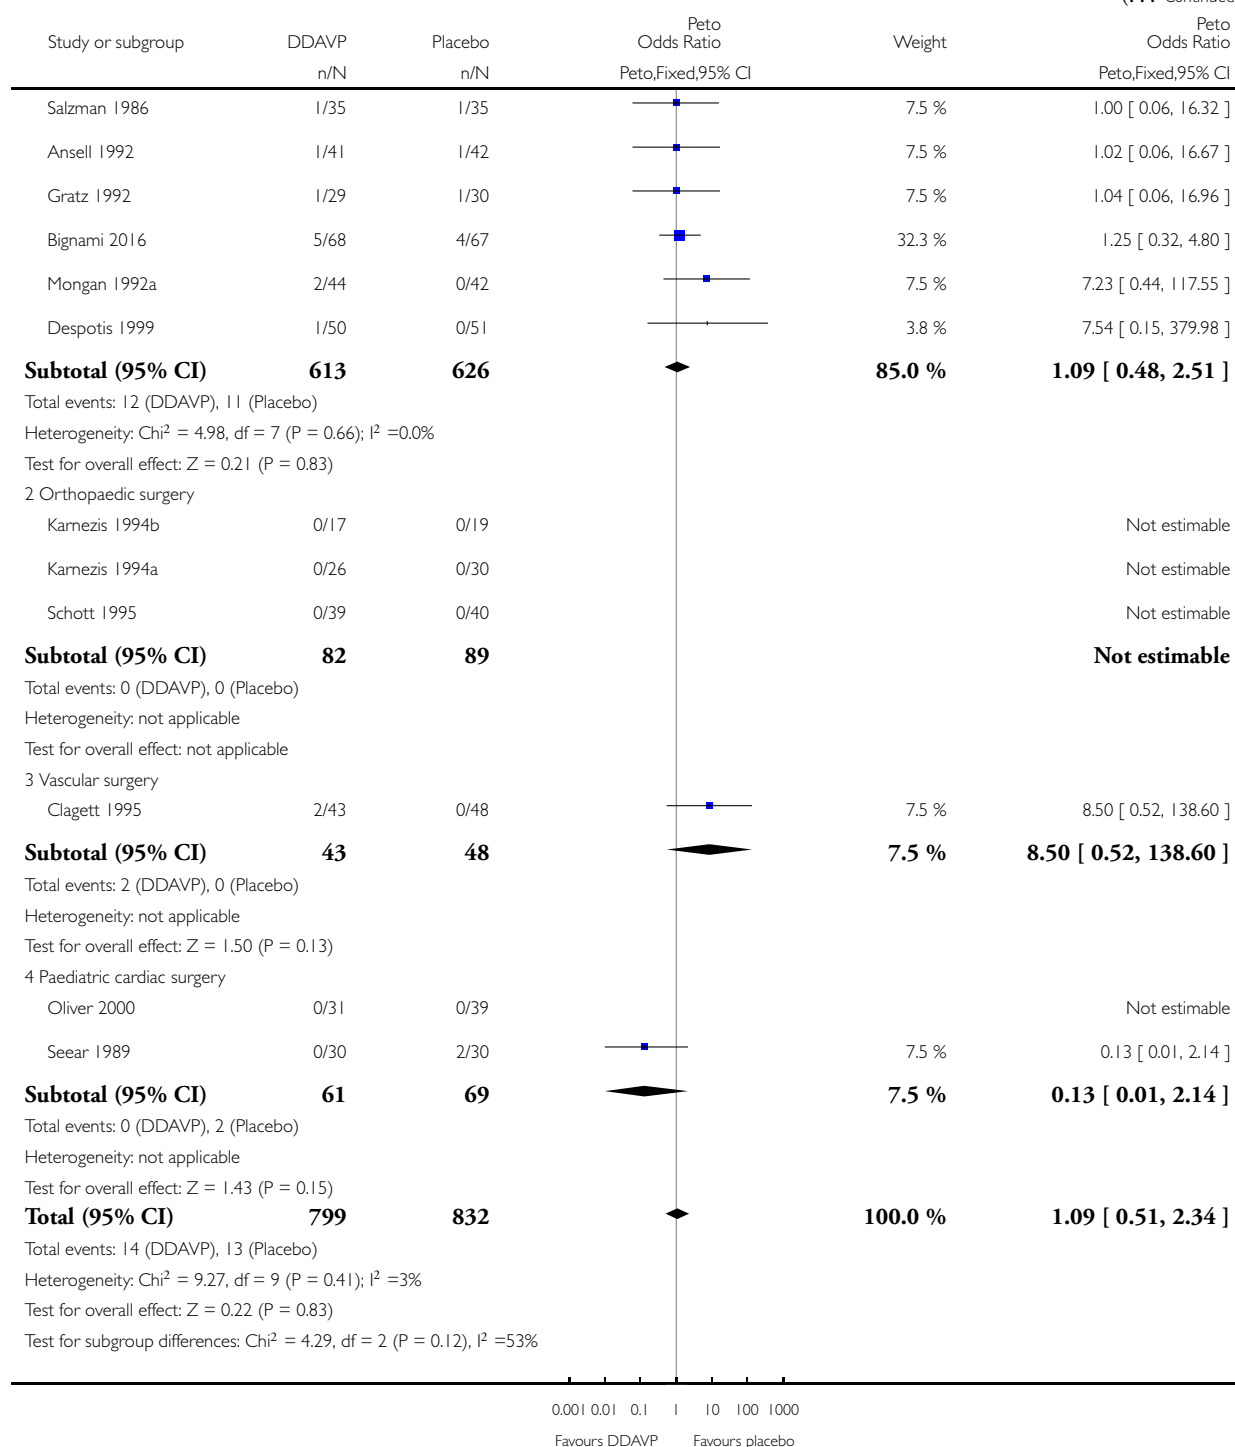 Peto Peto
Study or subgroup DDAVP Placebo Odds Ratio Weight Odds Ratio
n/N n/N Peto,Fixed,95% CI Peto,Fixed,95% CI
Salzman 1986 1/35 1/35 7.5 % 1.00 [ 0.06, 16.32 ]
Ansell 1992 1/41 1/42 7.5 % 1.02 [ 0.06, 16.67 ]
Gratz 1992 1/29 1/30 7.5 % 1.04 [ 0.06, 16.96 ]
Bignami 2016 5/68 4/67 32.3 % 1.25 [ 0.32, 4.80 ]
Mongan 1992a 2/44 0/42 7.5 % 7.23 [ 0.44, 117.55 ]
Despotis 1999 1/50 0/51 3.8 % 7.54 [ 0.15, 379.98 ]
Subtotal (95% CI) 613 626 85.0 % 1.09 [ 0.48, 2.51 ]
Total events: 12 (DDAVP), 11 (Placebo)
Heterogeneity: Chi² = 4.98, df = 7 (P = 0.66); I² =0.0%
Test for overall effect: Z = 0.21 (P = 0.83)
2 Orthopaedic surgery
Karnezis 1994b 0/17 0/19 Not estimable
Karnezis 1994a 0/26 0/30 Not estimable
Schott 1995 0/39 0/40 Not estimable
Subtotal (95% CI) 82 89 Not estimable
Total events: 0 (DDAVP), 0 (Placebo)
Heterogeneity: not applicable
Test for overall effect: not applicable
3 Vascular surgery
Clagett 1995 2/43 0/48 7.5 % 8.50 [ 0.52, 138.60 ]
Subtotal (95% CI) 43 48 7.5 % 8.50 [ 0.52, 138.60 ]
Total events: 2 (DDAVP), 0 (Placebo)
Heterogeneity: not applicable
Test for overall effect: Z = 1.50 (P = 0.13)
4 Paediatric cardiac surgery
Oliver 2000 0/31 0/39 Not estimable
Seear 1989 0/30 2/30 7.5 % 0.13 [ 0.01, 2.14 ]
Subtotal (95% CI) 61 69 7.5 % 0.13 [ 0.01, 2.14 ]
Total events: 0 (DDAVP), 2 (Placebo)
Heterogeneity: not applicable
Test for overall effect: Z = 1.43 (P = 0.15)
Total (95% CI) 799 832 100.0 % 1.09 [ 0.51, 2.34 ]
Total events: 14 (DDAVP), 13 (Placebo)
Heterogeneity: Chi² = 9.27, df = 9 (P = 0.41); I² =3%
Test for overall effect: Z = 0.22 (P = 0.83)
Test for subgroup differences: Chi² = 4.29, df = 2 (P = 0.12), I² =53%
0.001 0.01 0.1 1 10 100 1000
Favours DDAVP Favours placebo